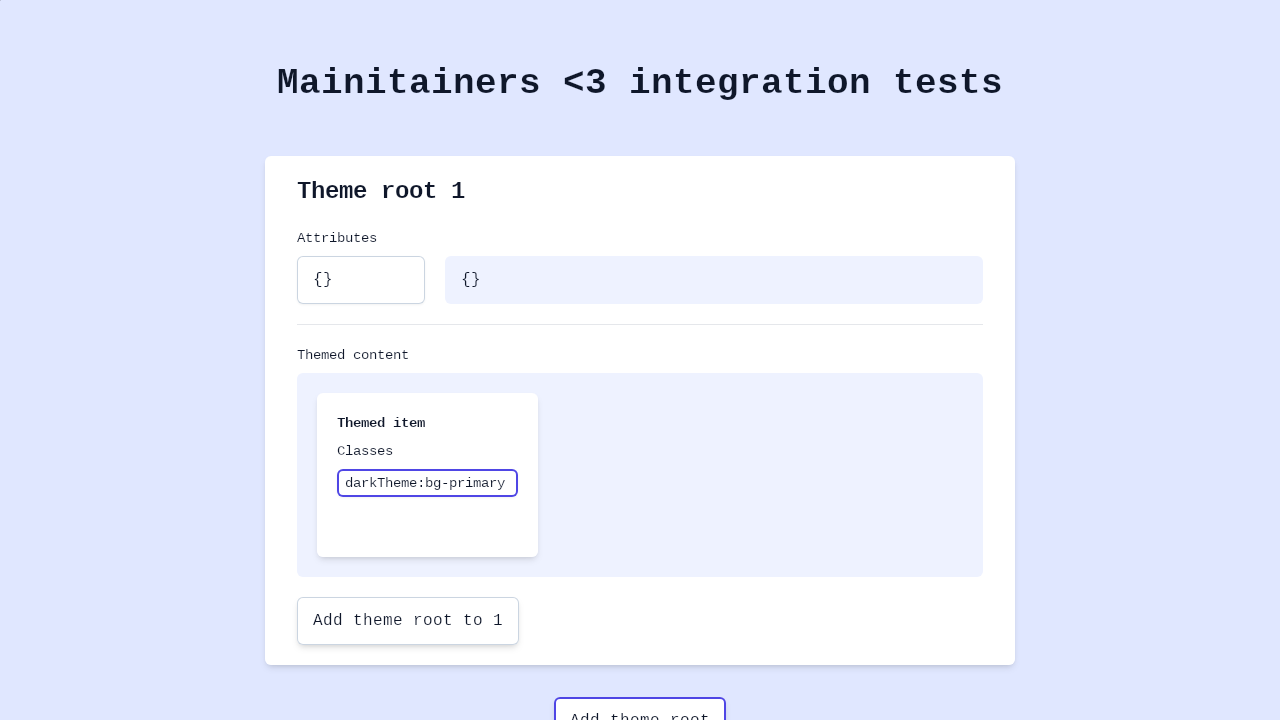 Mainitainers <3 integration tests
Theme root 1
Attributes
{}
{}
Themed content
Themed item
Classes
darkTheme:bg-primary
Add theme root to 1
Add theme root